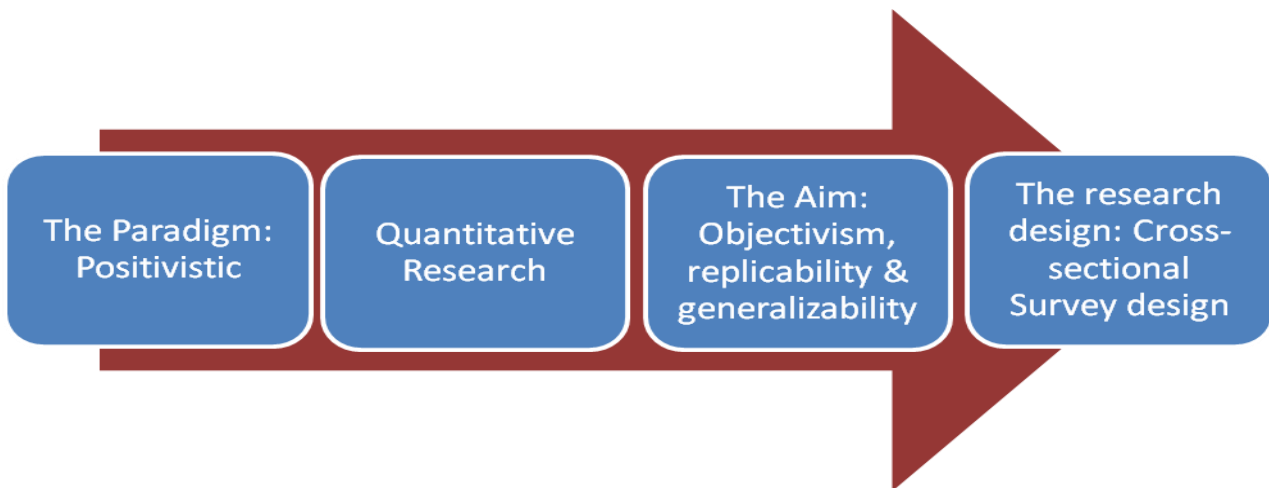 The Paradigm:
Positivistic
Quantitative
Research
The Aim:
Objectivism,
replicability &
generalizability
The research
design: Cross-
sectional
Survey design